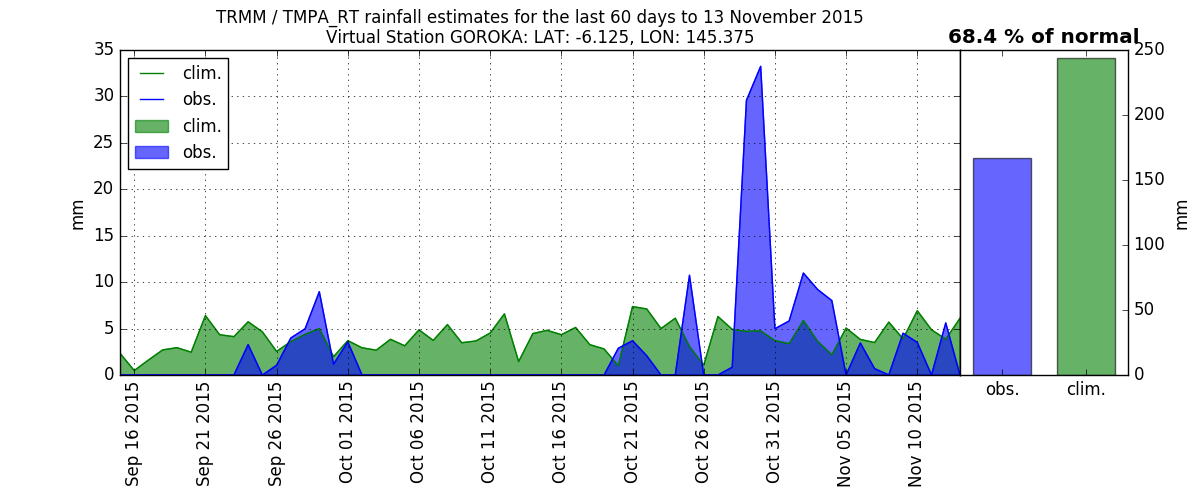 TRMM / TMPA_RT rainfall estimates for the last 60 days to 13 November 2015
Virtual Station GOROKA: LAT: -6.125, LON: 145.375
68.4 % of normal
35
30
25
20
15
10
5
0
mm
clim.
obs.
clim.
obs.
Sep 16 2015
Sep 21 2015
Sep 26 2015
Oct 01 2015
Oct 06 2015
Oct 11 2015
Oct 16 2015
Oct 21 2015
Oct 26 2015
Oct 31 2015
Nov 05 2015
Nov 10 2015
obs.
clim.
250
200
150
100
50
0
mm